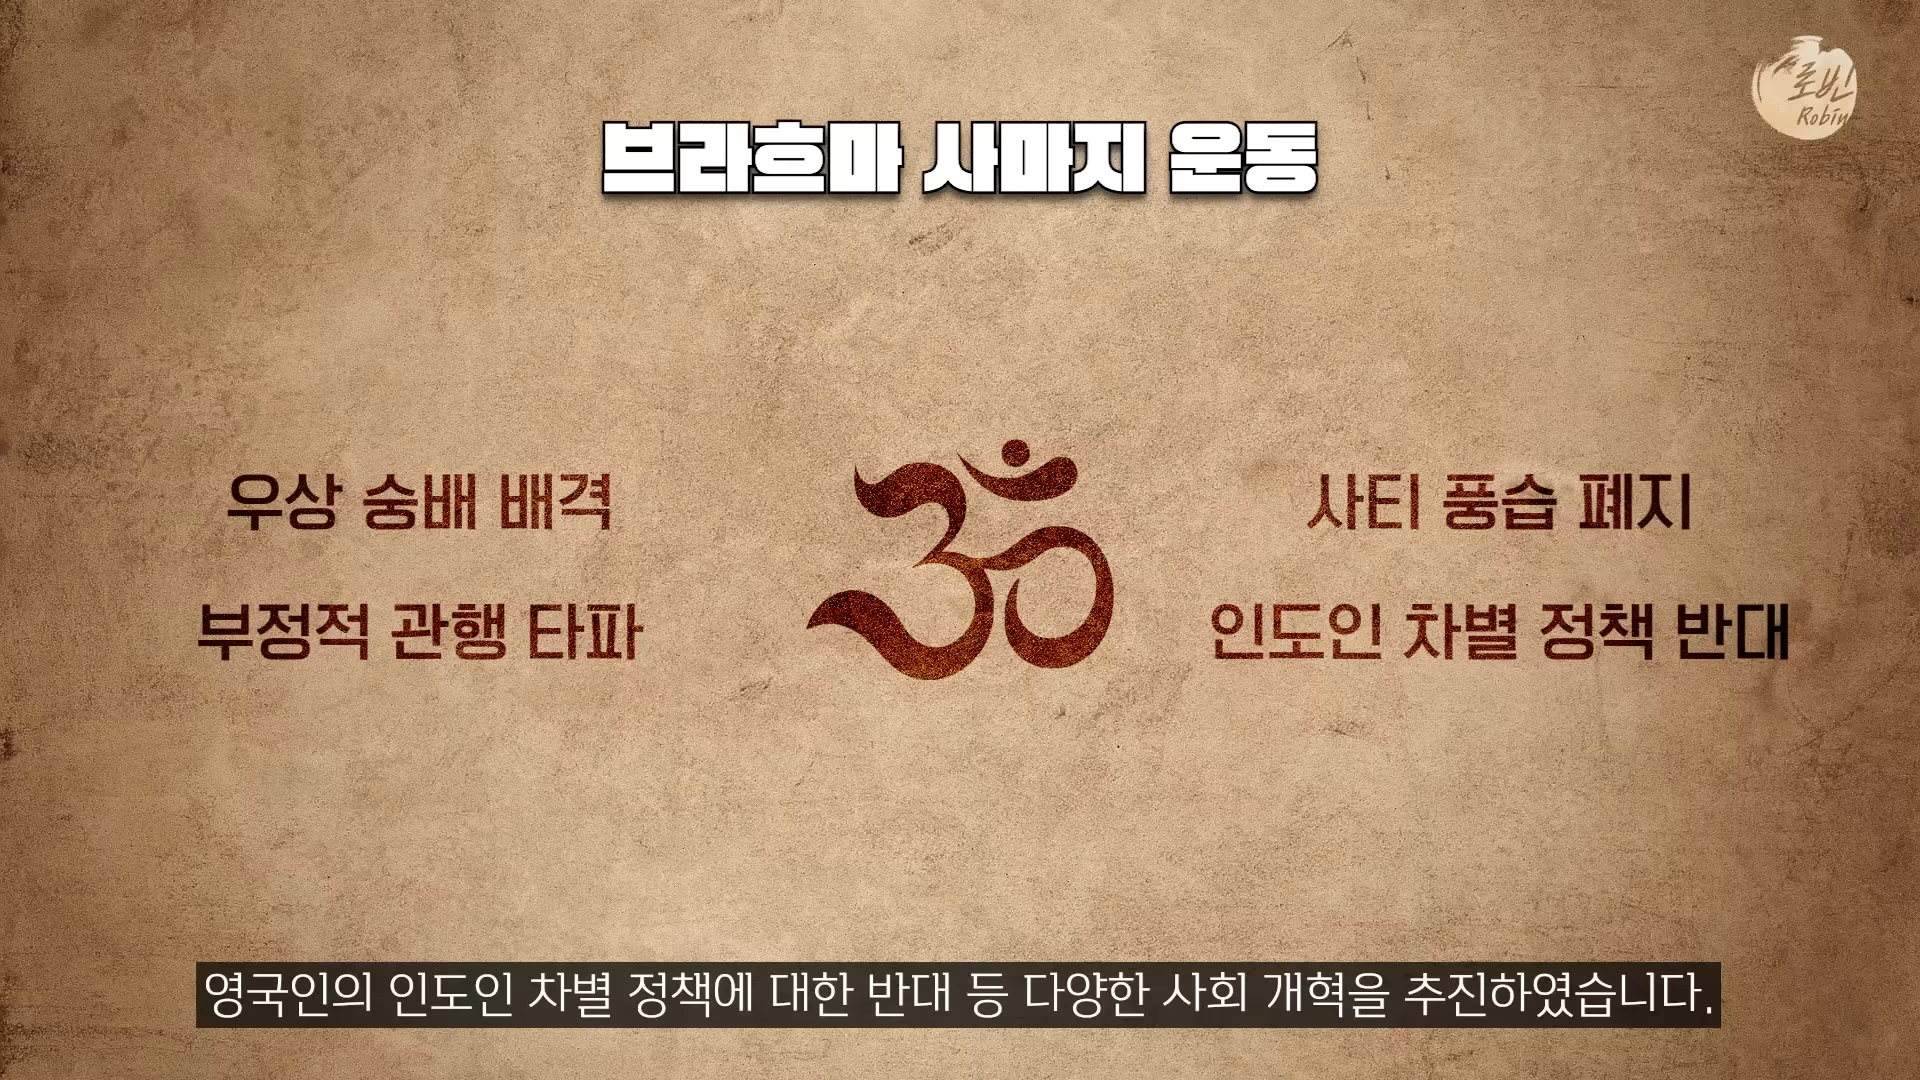 로빈
Robin
브라흐마 사마지 운동
우상 숭배 배격
부정적 관행 타파
ॐ
사티 풍습 폐지
인도인 차별 정책 반대
영국인의 인도인 차별 정책에 대한 반대 등 다양한 사회 개혁을 추진하였습니다.